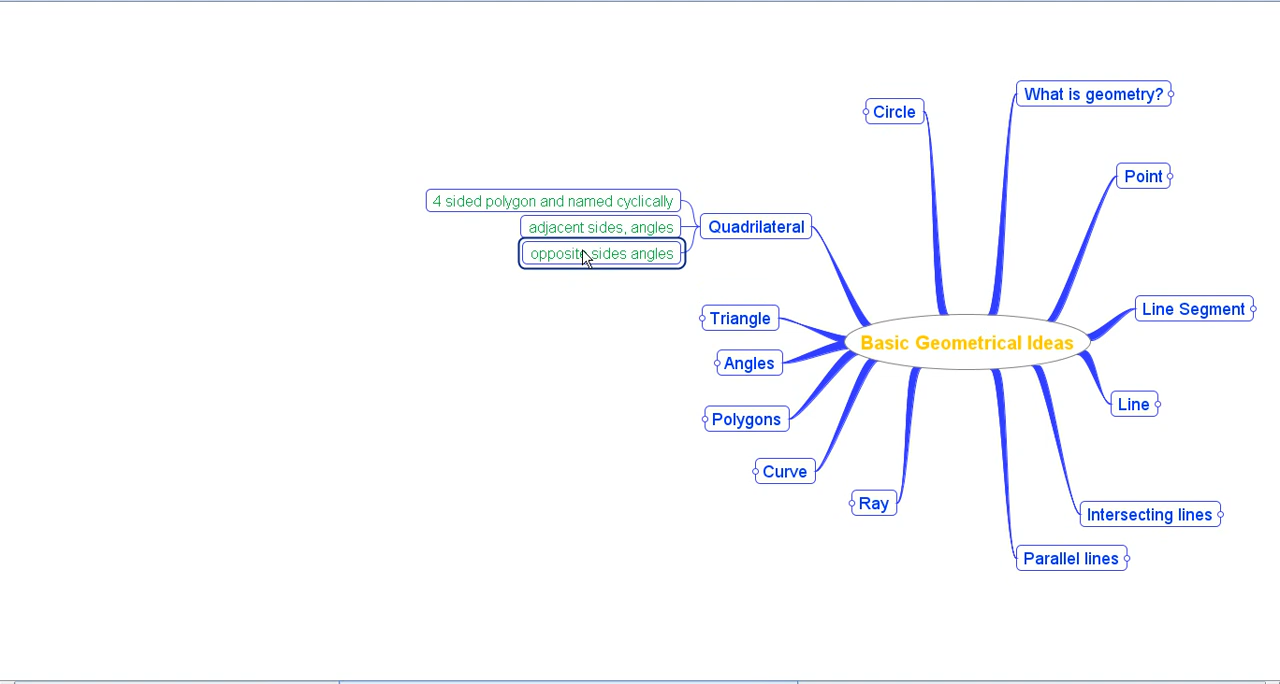 What is geometry?
Circle
Point
4 sided polygon and named cyclically
adjacent sides, angles
Quadrilateral
opposite sides angles
Line Segment
Triangle
Basic Geometrical Ideas
Angles
Line
Polygons
Curve
Ray
Intersecting lines
Parallel lines